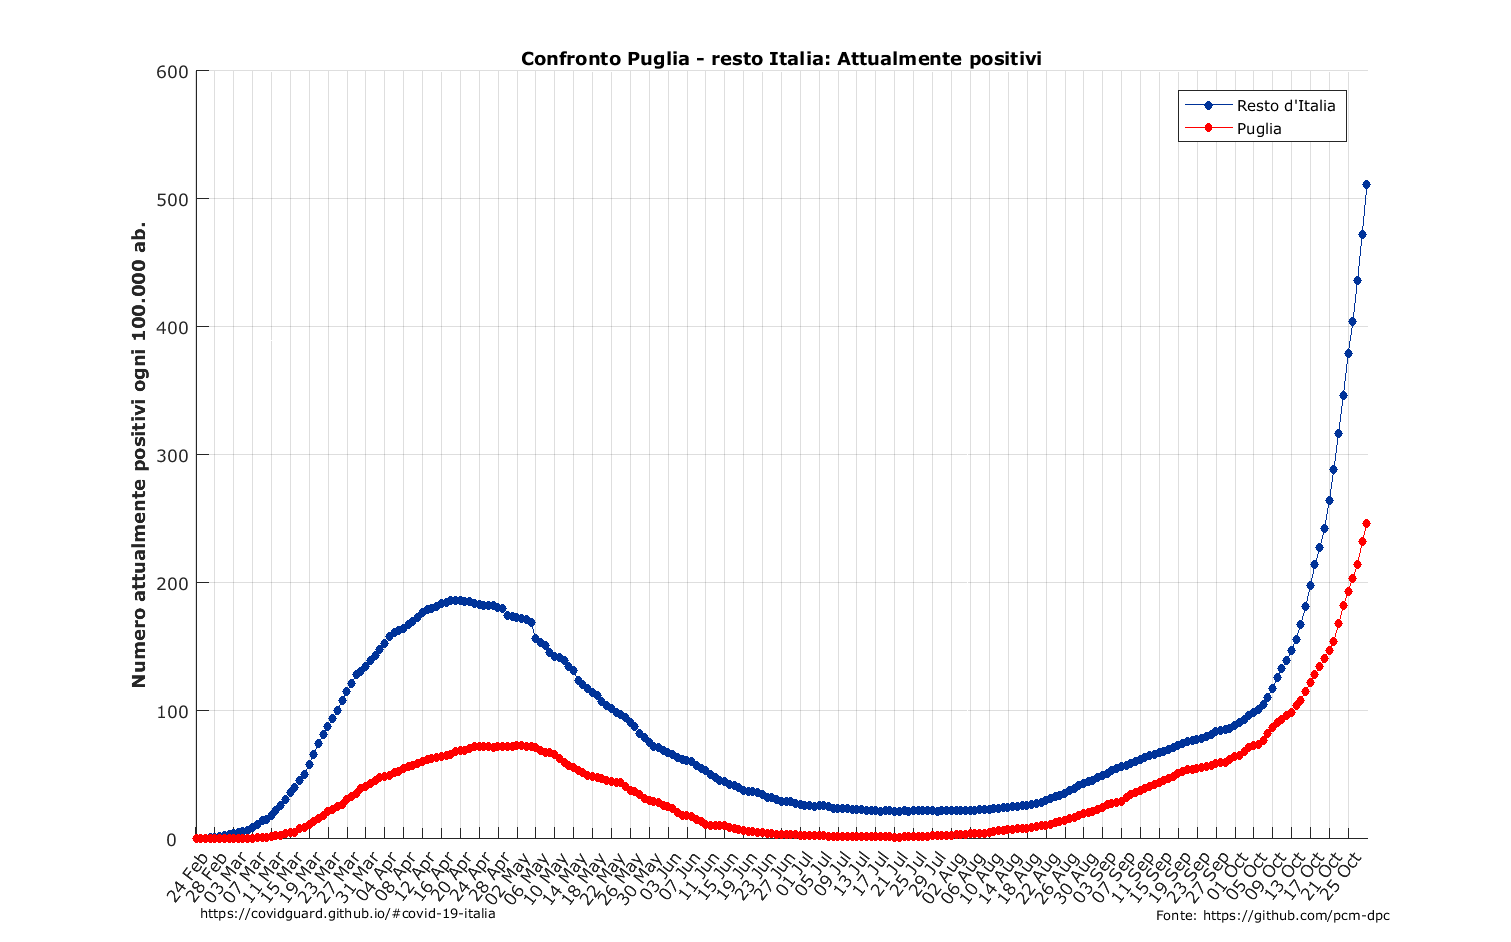 Confronto Puglia - resto Italia: Attualmente positivi
Resto d'Italia
Puglia
Numero attualmente positivi ogni 100.000 ab.
600
500
400
300
200
100
0
24 Feb
28 Feb
03 Mar
07 Mar
11 Mar
15 Mar
19 Mar
23 Mar
27 Mar
31 Mar
04 Apr
08 Apr
12 Apr
16 Apr
20 Apr
24 Apr
28 Apr
02 May
06 May
10 May
14 May
18 May
22 May
26 May
30 May
03 Jun
07 Jun
11 Jun
15 Jun
19 Jun
23 Jun
27 Jun
01 Jul
05 Jul
09 Jul
13 Jul
17 Jul
21 Jul
25 Jul
29 Jul
02 Aug
06 Aug
10 Aug
14 Aug
18 Aug
22 Aug
26 Aug
30 Aug
03 Sep
07 Sep
11 Sep
15 Sep
19 Sep
23 Sep
27 Sep
01 Oct
05 Oct
09 Oct
13 Oct
17 Oct
21 Oct
25 Oct
https://covidguard.github.io/#covid-19-italia
Fonte: https://github.com/pcm-dpc